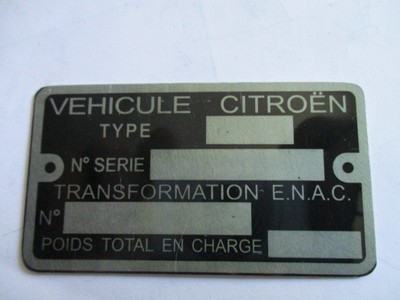 VEHICULE CITROËN
TYPE
N° SERIE
TRANSFORMATION E.N.A.C.
N°
POIDS TOTAL EN CHARGE